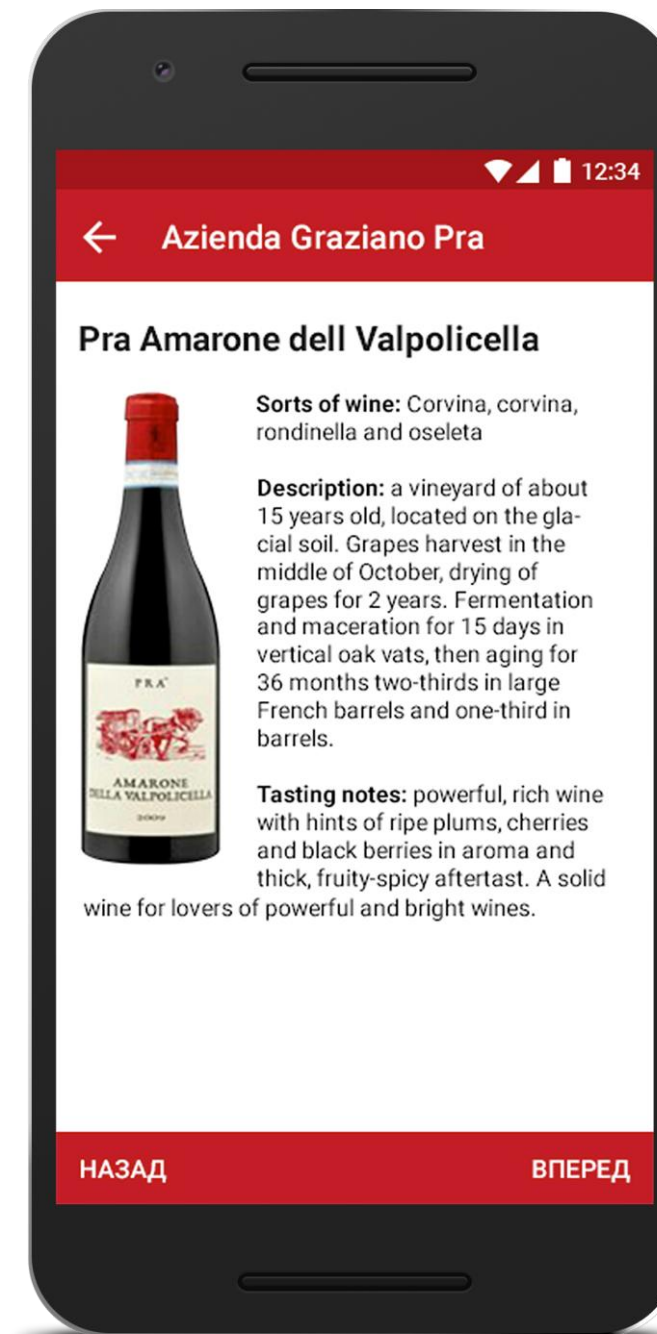 12:34
Azienda Graziano Pra
Pra Amarone dell Valpolicella
Sorts of wine: Corvina, corvina,
rondinella and oseleta
Description: a vineyard of about
15 years old, located on the gla-
cial soil. Grapes harvest in the
middle of October, drying of
grapes for 2 years. Fermentation
and maceration for 15 days in
vertical oak vats, then aging for
36 months two-thirds in large
French barrels and one-third in
barrels.
Tasting notes: powerful, rich wine
with hints of ripe plums, cherries
and black berries in aroma and
thick, fruity-spicy aftertast. A solid
wine for lovers of powerful and bright wines.
PRA
AMARONE
DELLA VALPOLICELLA
2009
НАЗАД
ВПЕРЕД